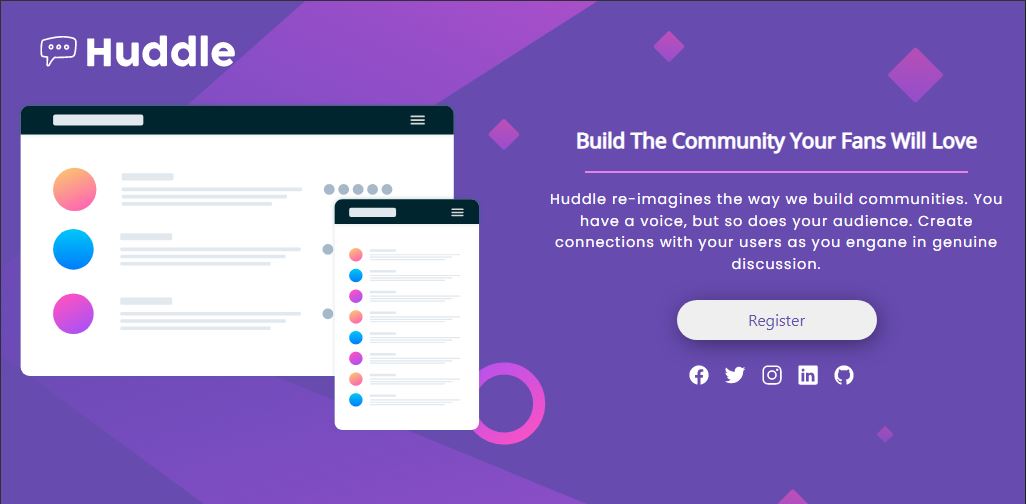 Huddle
Build The Community Your Fans Will Love
Huddle re-imagines the way we build communities. You
have a voice, but so does your audience. Create
connections with your users as you engane in genuine
discussion.
Register